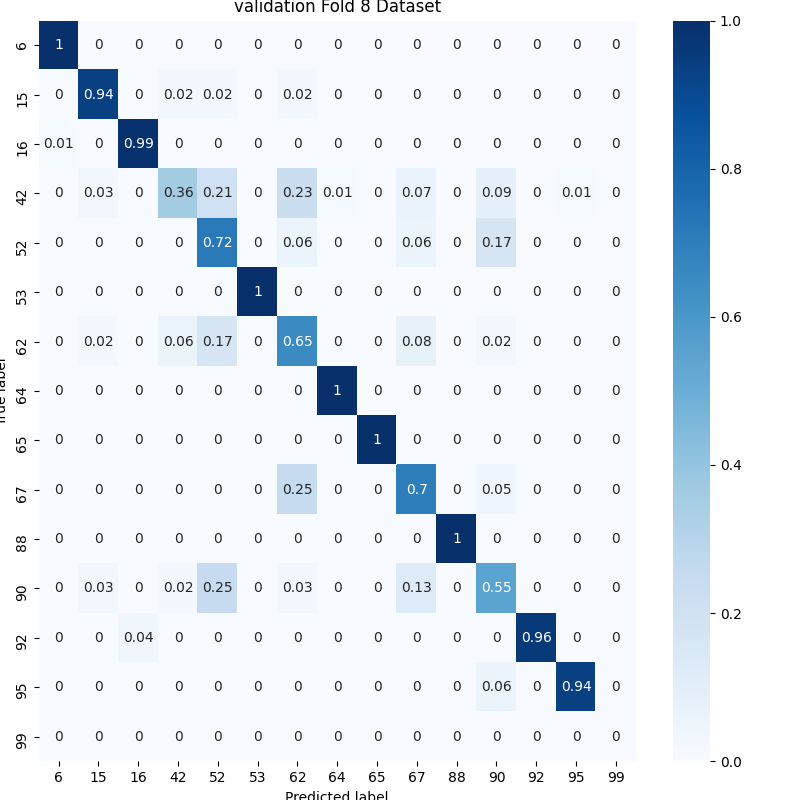 validation Fold 8 Dataset
6 1 0 0 0 0 0 0 0 0 0 0 0 0 0 0
15 0 0.94 0 0.02 0.02 0 0.02 0 0 0 0 0 0 0 0
16 0.01 0 0.99 0 0 0 0 0 0 0 0 0 0 0 0
42 0 0.03 0 0.36 0.21 0 0.23 0.01 0 0.07 0 0.09 0 0.01 0
52 0 0 0 0 0.72 0 0.06 0 0 0.06 0 0.17 0 0 0
53 0 0 0 0 0 1 0 0 0 0 0 0 0 0 0
62 0 0.02 0 0.06 0.17 0 0.65 0 0 0.08 0 0.02 0 0 0
64 0 0 0 0 0 0 0 1 0 0 0 0 0 0 0
65 0 0 0 0 0 0 0 0 1 0 0 0 0 0 0
67 0 0 0 0 0 0 0.25 0 0 0.7 0 0.05 0 0 0
88 0 0 0 0 0 0 0 0 0 0 1 0 0 0 0
90 0 0.03 0 0.02 0.25 0 0.03 0 0 0.13 0 0.55 0 0 0
92 0 0 0.04 0 0 0 0 0 0 0 0 0 0.96 0 0
95 0 0 0 0 0 0 0 0 0 0 0 0.06 0 0.94 0
99 0 0 0 0 0 0 0 0 0 0 0 0 0 0 0
6 15 16 42 52 53 62 64 65 67 88 90 92 95 99
Predicted label
True label
1.0
0.8
0.6
0.4
0.2
0.0